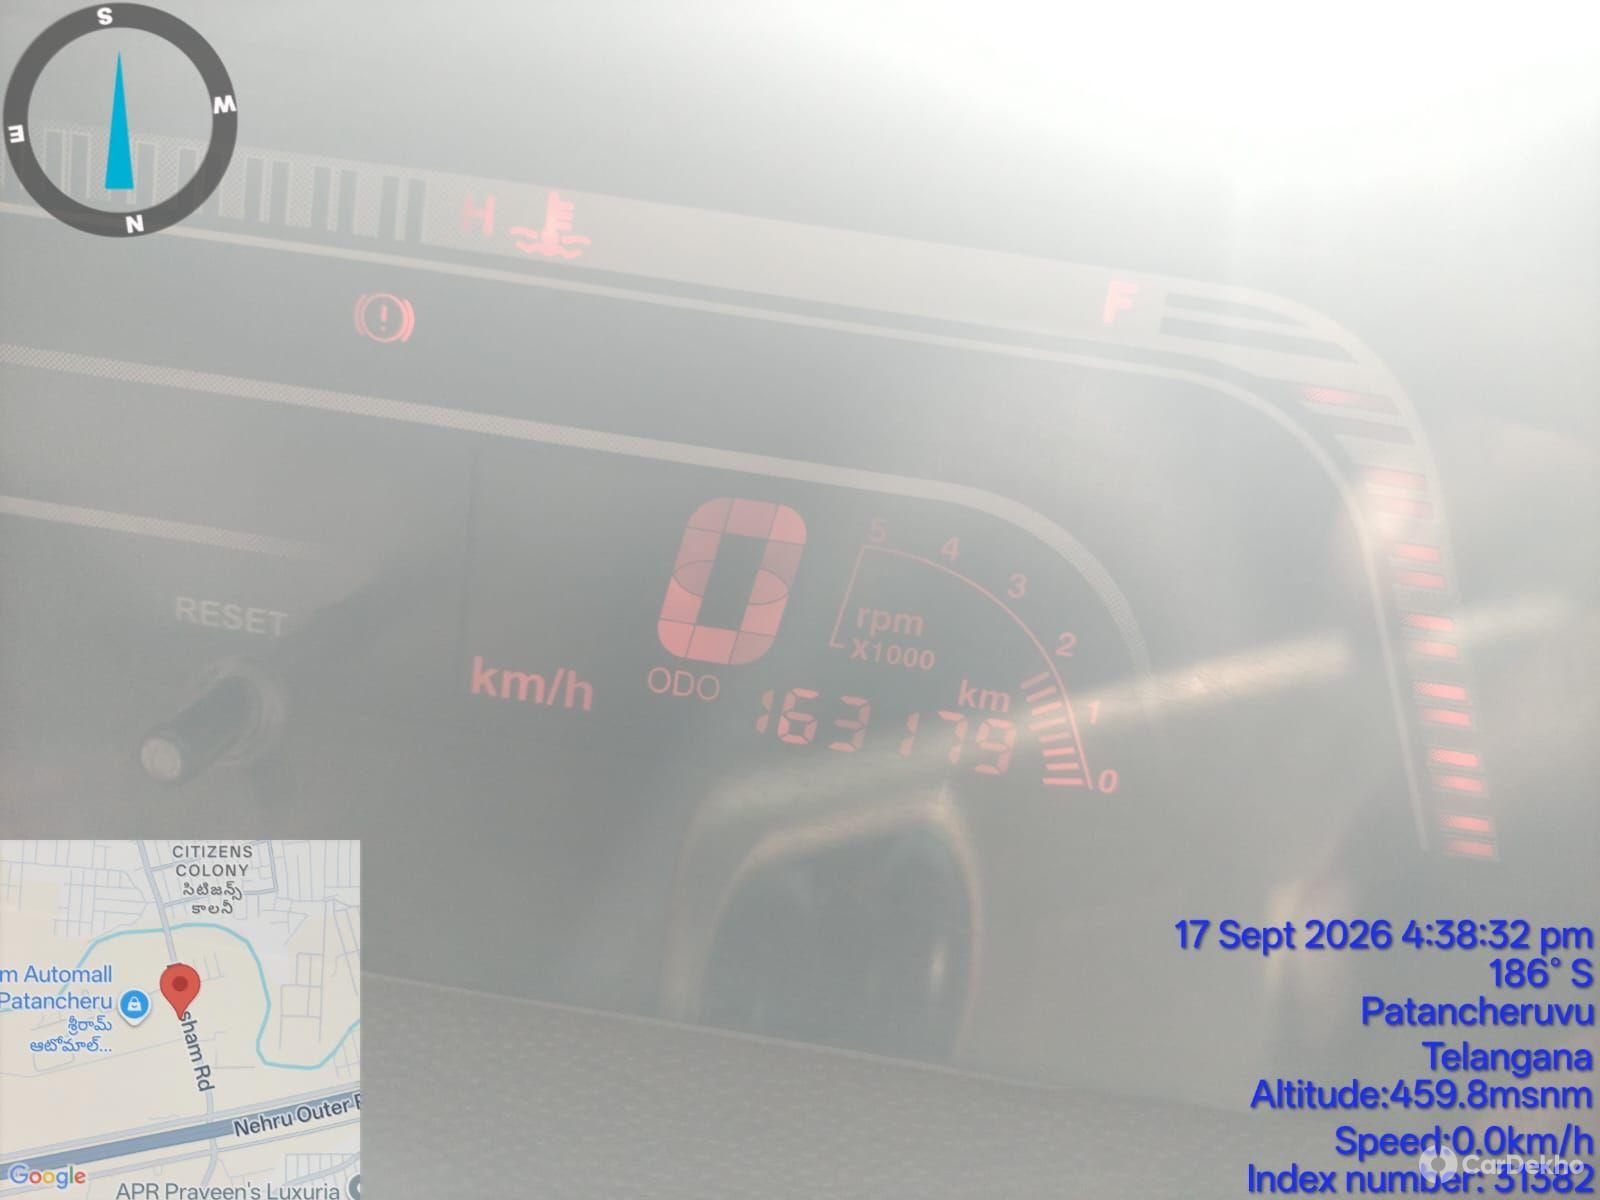 S
W
E
N
H
F
RESET
km/h
0
ODO
5
4
3
2
1
0
rpm
X1000
km
163179
CITIZENS
COLONY
సిటిజన్స్
కాలనీ
m Automall
Patancheru
శ్రీరామ్
ఆటోమాల్...
sham Rd
Nehru Outer R
Google
APR Praveen's Luxuria
17 Sept 2026 4:38:32 pm
186° S
Patancheruvu
Telangana
Altitude:459.8msnm
Speed:0.0km/h
Index number: 31382
CarDekho